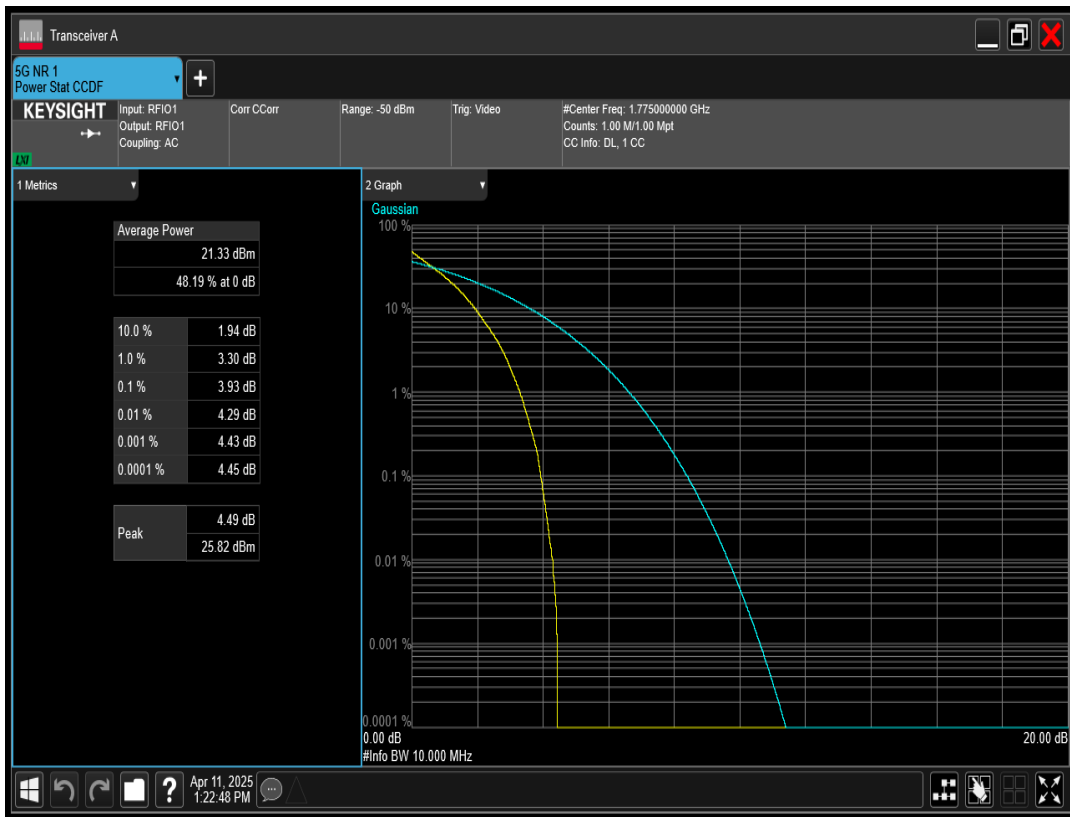 Transceiver A
5G NR 1
Power Stat CCDF
+
KEYSIGHT
LXI
Input: RFIO1
Output: RFIO1
Coupling: AC
Corr CCorr
Range: -50 dBm
Trig: Video
#Center Freq: 1.775000000 GHz
Counts: 1.00 M/1.00 Mpt
CC Info: DL, 1 CC
1 Metrics
Average Power
21.33 dBm
48.19 % at 0 dB
10.0 % 1.94 dB
1.0 % 3.30 dB
0.1 % 3.93 dB
0.01 % 4.29 dB
0.001 % 4.43 dB
0.0001 % 4.45 dB
Peak 4.49 dB
25.82 dBm
2 Graph
Gaussian
100 %
10 %
1 %
0.1 %
0.01 %
0.001 %
0.0001 %
0.00 dB 20.00 dB
#Info BW 10.000 MHz
?
Apr 11, 2025
1:22:48 PM